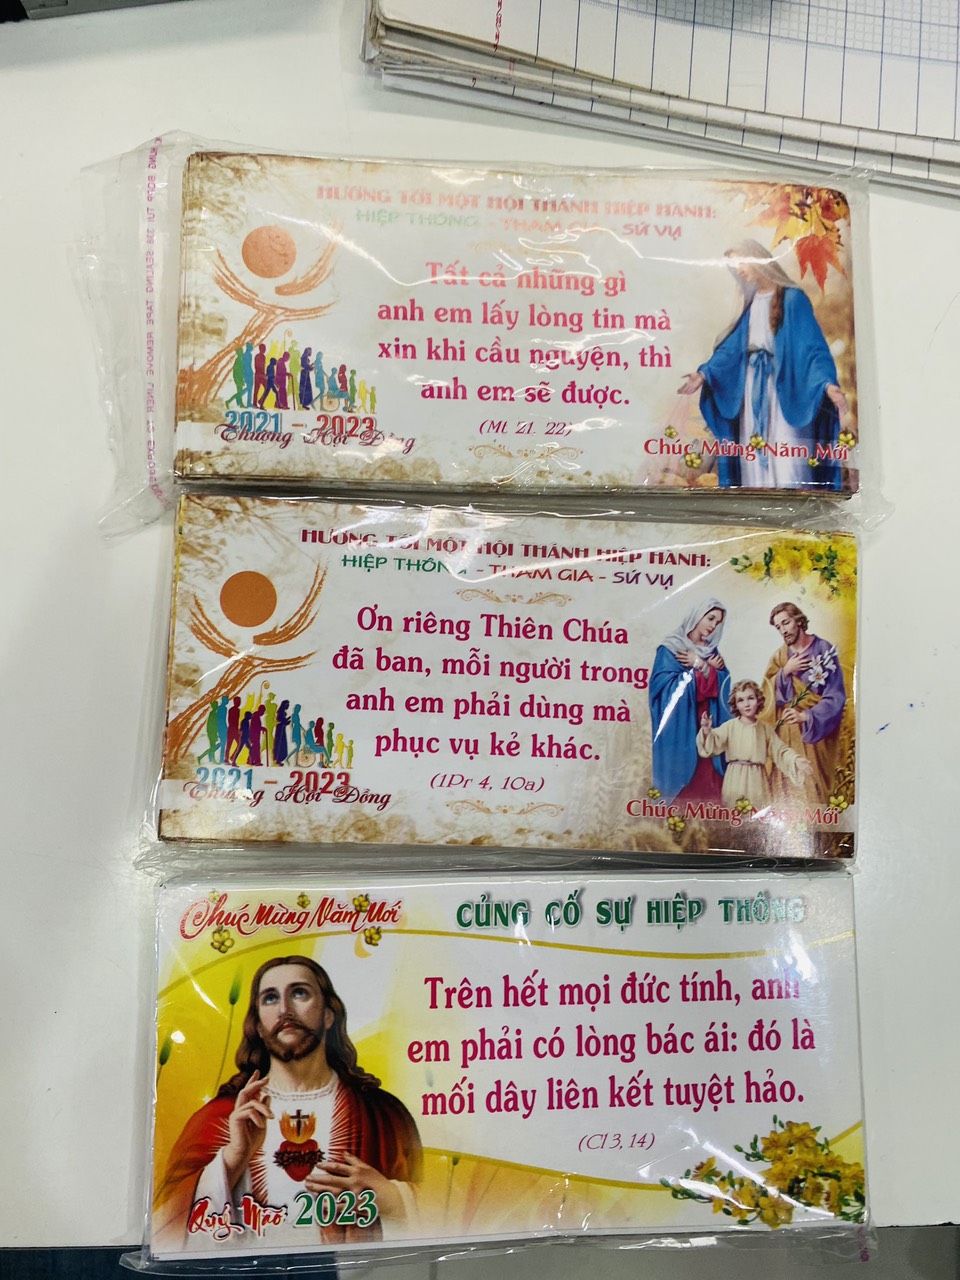 HƯỚNG TỚI MỘT HỘI THÁNH HIỆP HÀNH:
HIỆP THÔNG - THAM GIA - SỨ VỤ
Tất cả những gì
anh em lấy lòng tin mà
xin khi cầu nguyện, thì
anh em sẽ được.
(Mt 21, 22)
2021 - 2023
Thượng Hội Đồng
Chúc Mừng Năm Mới
HƯỚNG TỚI MỘT HỘI THÁNH HIỆP HÀNH:
HIỆP THÔNG - THAM GIA - SỨ VỤ
Ơn riêng Thiên Chúa
đã ban, mỗi người trong
anh em phải dùng mà
phục vụ kẻ khác.
(1Pr 4, 10a)
2021 - 2023
Thượng Hội Đồng
Chúc Mừng Năm Mới
Chúc Mừng Năm Mới
CỦNG CỐ SỰ HIỆP THÔNG
Trên hết mọi đức tính, anh
em phải có lòng bác ái: đó là
mối dây liên kết tuyệt hảo.
(Cl 3, 14)
Quý Mão 2023